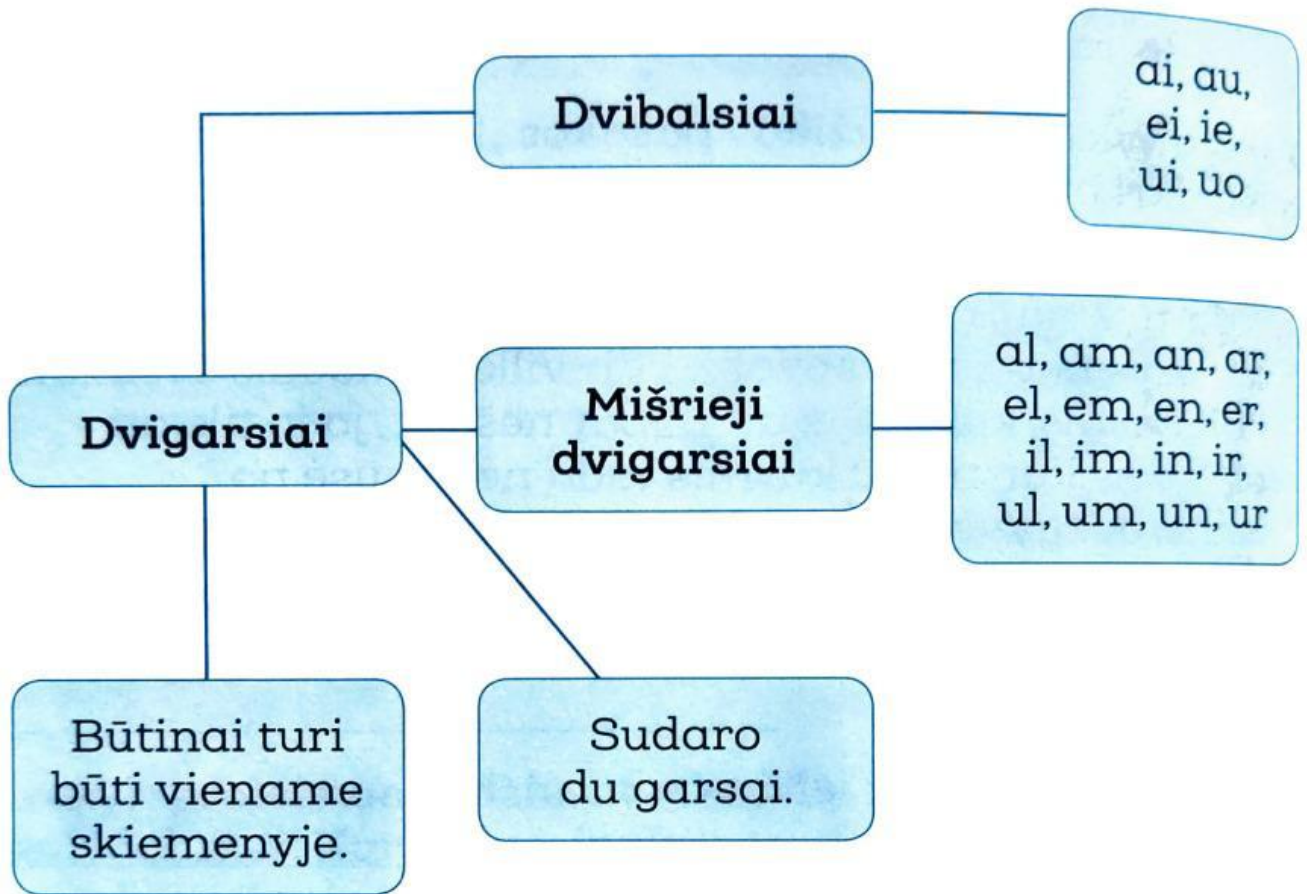 Dvibalsiai
ai, au,
ei, ie,
ui, uo
Dvigarsiai
Mišrieji
dvigarsiai
al, am, an, ar,
el, em, en, er,
il, im, in, ir,
ul, um, un, ur
Būtinai turi
būti viename
skiemenyje.
Sudaro
du garsai.